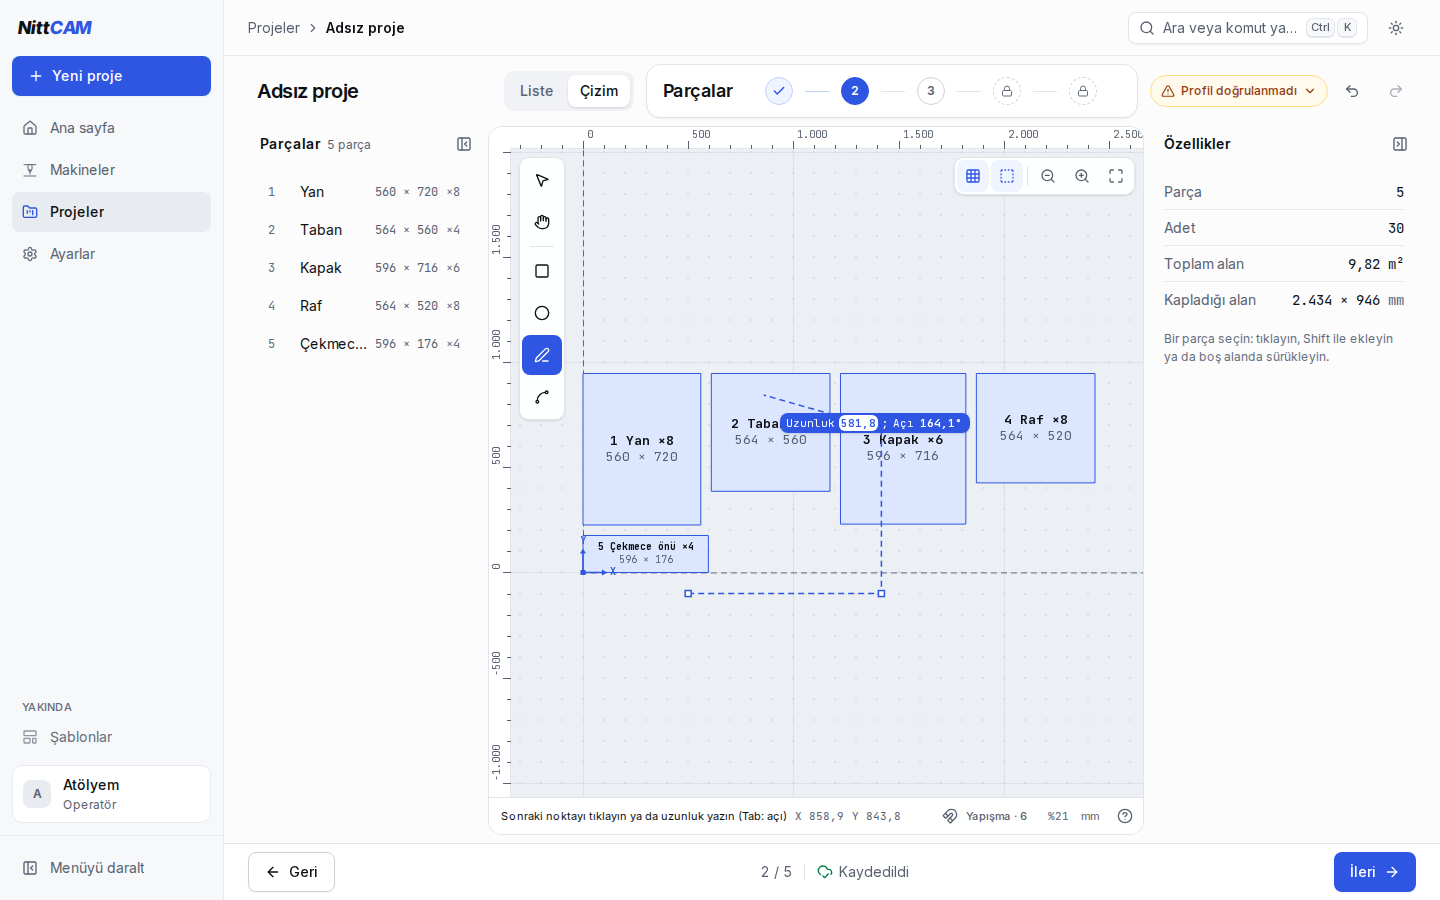 NittCAM
Yeni proje
Ana sayfa
Makineler
Projeler
Ayarlar
YAKINDA
Şablonlar
A
Atölyem
Operatör
Menüyü daralt
Projeler
Adsız proje
Ara veya komut ya...
Ctrl
K
Adsız proje
Liste
Çizim
Parçalar
2
3
Profil doğrulanmadı
Parçalar 5 parça
1 Yan 560 × 720 ×8
2 Taban 564 × 560 ×4
3 Kapak 596 × 716 ×6
4 Raf 564 × 520 ×8
5 Çekmec... 596 × 176 ×4
0 500 1.000 1.500 2.000 2.500
1.500
1.000
500
0
-500
-1.000
1 Yan ×8
560 × 720
2 Taba
564 × 560
Uzunluk 581,8 ; Açı 164,1°
3 Kapak ×6
596 × 716
4 Raf ×8
564 × 520
5 Çekmece önü ×4
596 × 176
Y
X
Sonraki noktayı tıklayın ya da uzunluk yazın (Tab: açı) X 858,9 Y 843,8
Yapışma · 6
%21
mm
Özellikler
Parça 5
Adet 30
Toplam alan 9,82 m²
Kapladığı alan 2.434 × 946 mm
Bir parça seçin: tıklayın, Shift ile ekleyin
ya da boş alanda sürükleyin.
Geri
2 / 5
Kaydedildi
İleri